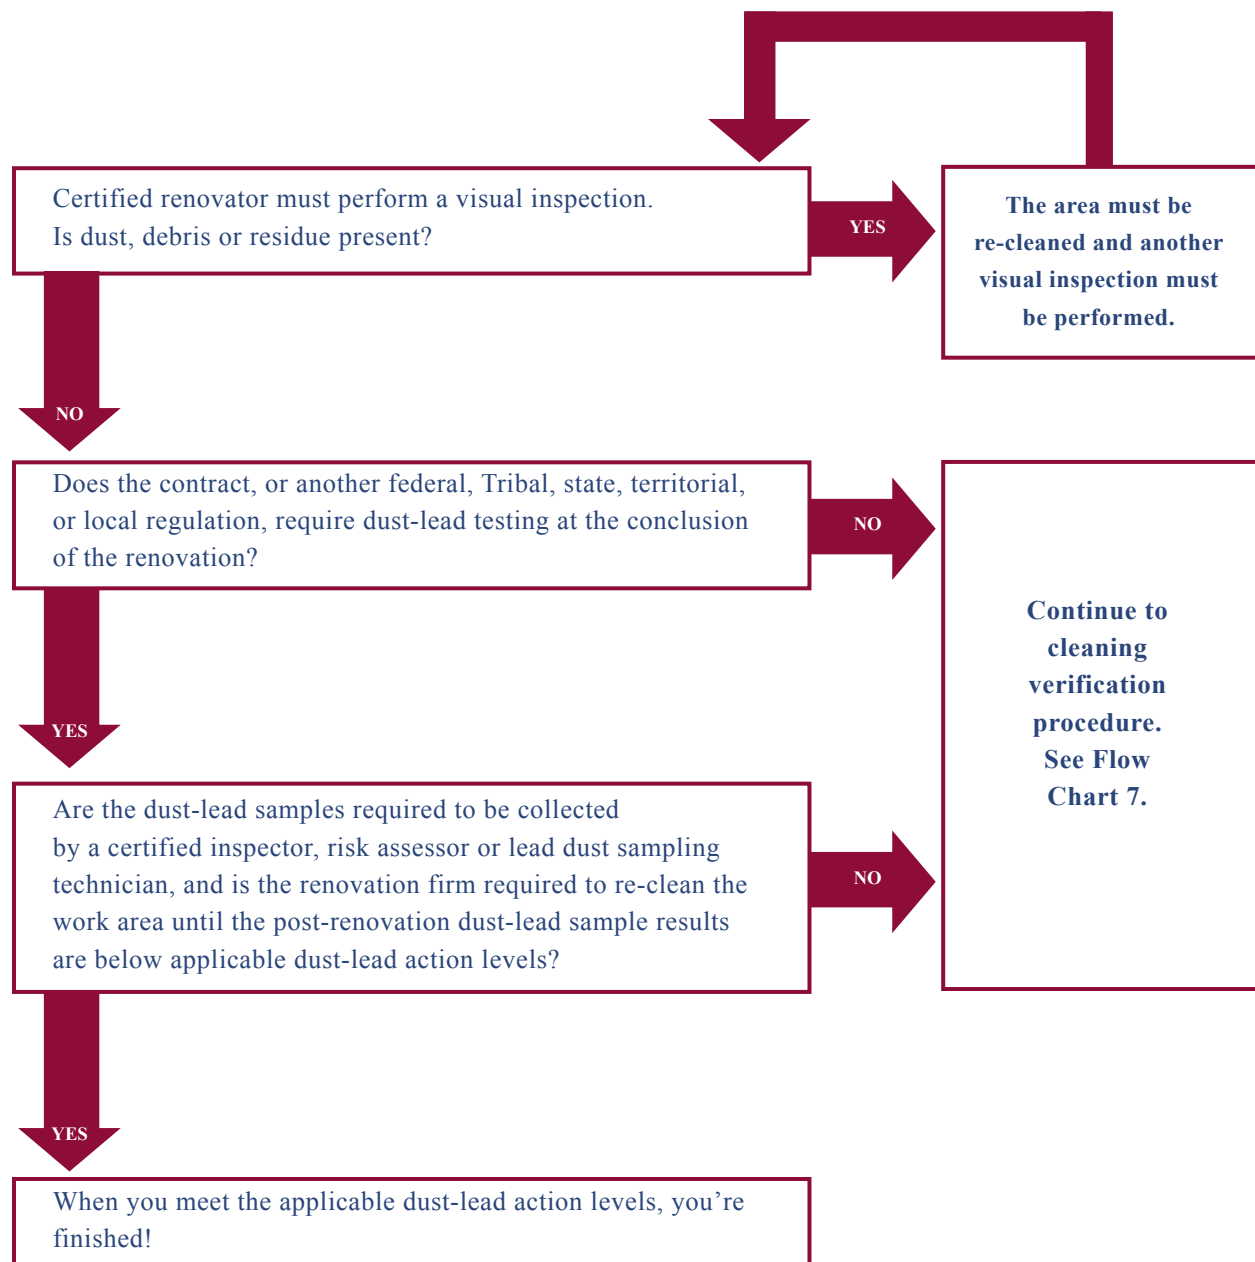 Certified renovator must perform a visual inspection.
Is dust, debris or residue present?
YES
The area must be
re-cleaned and another
visual inspection must
be performed.
NO
Does the contract, or another federal, Tribal, state, territorial,
or local regulation, require dust-lead testing at the conclusion
of the renovation?
NO
Continue to
cleaning
verification
procedure.
See Flow
Chart 7.
YES
Are the dust-lead samples required to be collected
by a certified inspector, risk assessor or lead dust sampling
technician, and is the renovation firm required to re-clean the
work area until the post-renovation dust-lead sample results
are below applicable dust-lead action levels?
NO
YES
When you meet the applicable dust-lead action levels, you’re
finished!